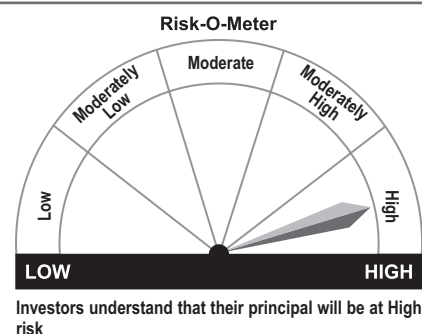 Risk-O-Meter
Moderate
Moderately
Low
Moderately
High
Low
High
LOW HIGH
Investors understand that their principal will be at High
risk